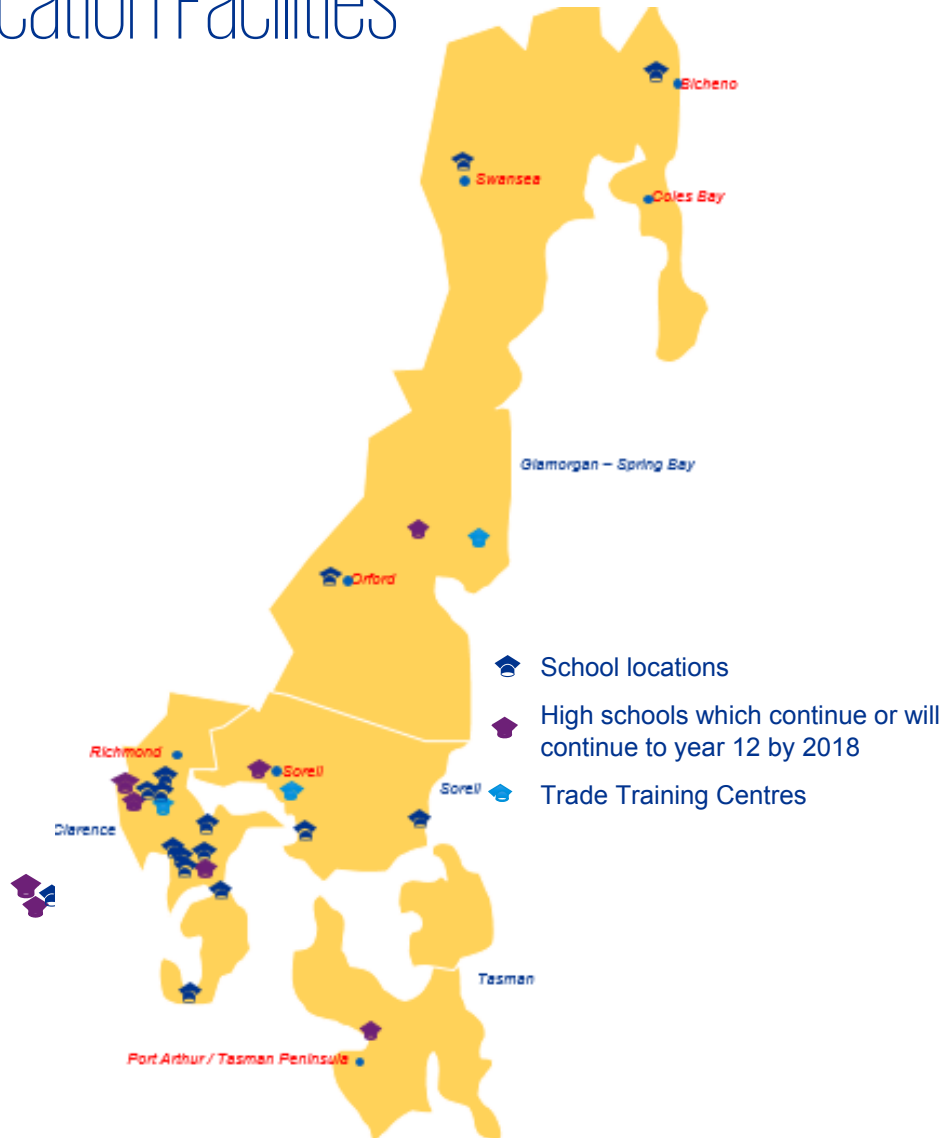 cation Facilities
Bicheno
Swansea
Coles Bay
Glamorgan – Spring Bay
Orford
School locations
High schools which continue or will
continue to year 12 by 2018
Trade Training Centres
Richmond
Sorell
Sorell
Clarence
Tasman
Port Arthur / Tasman Peninsula